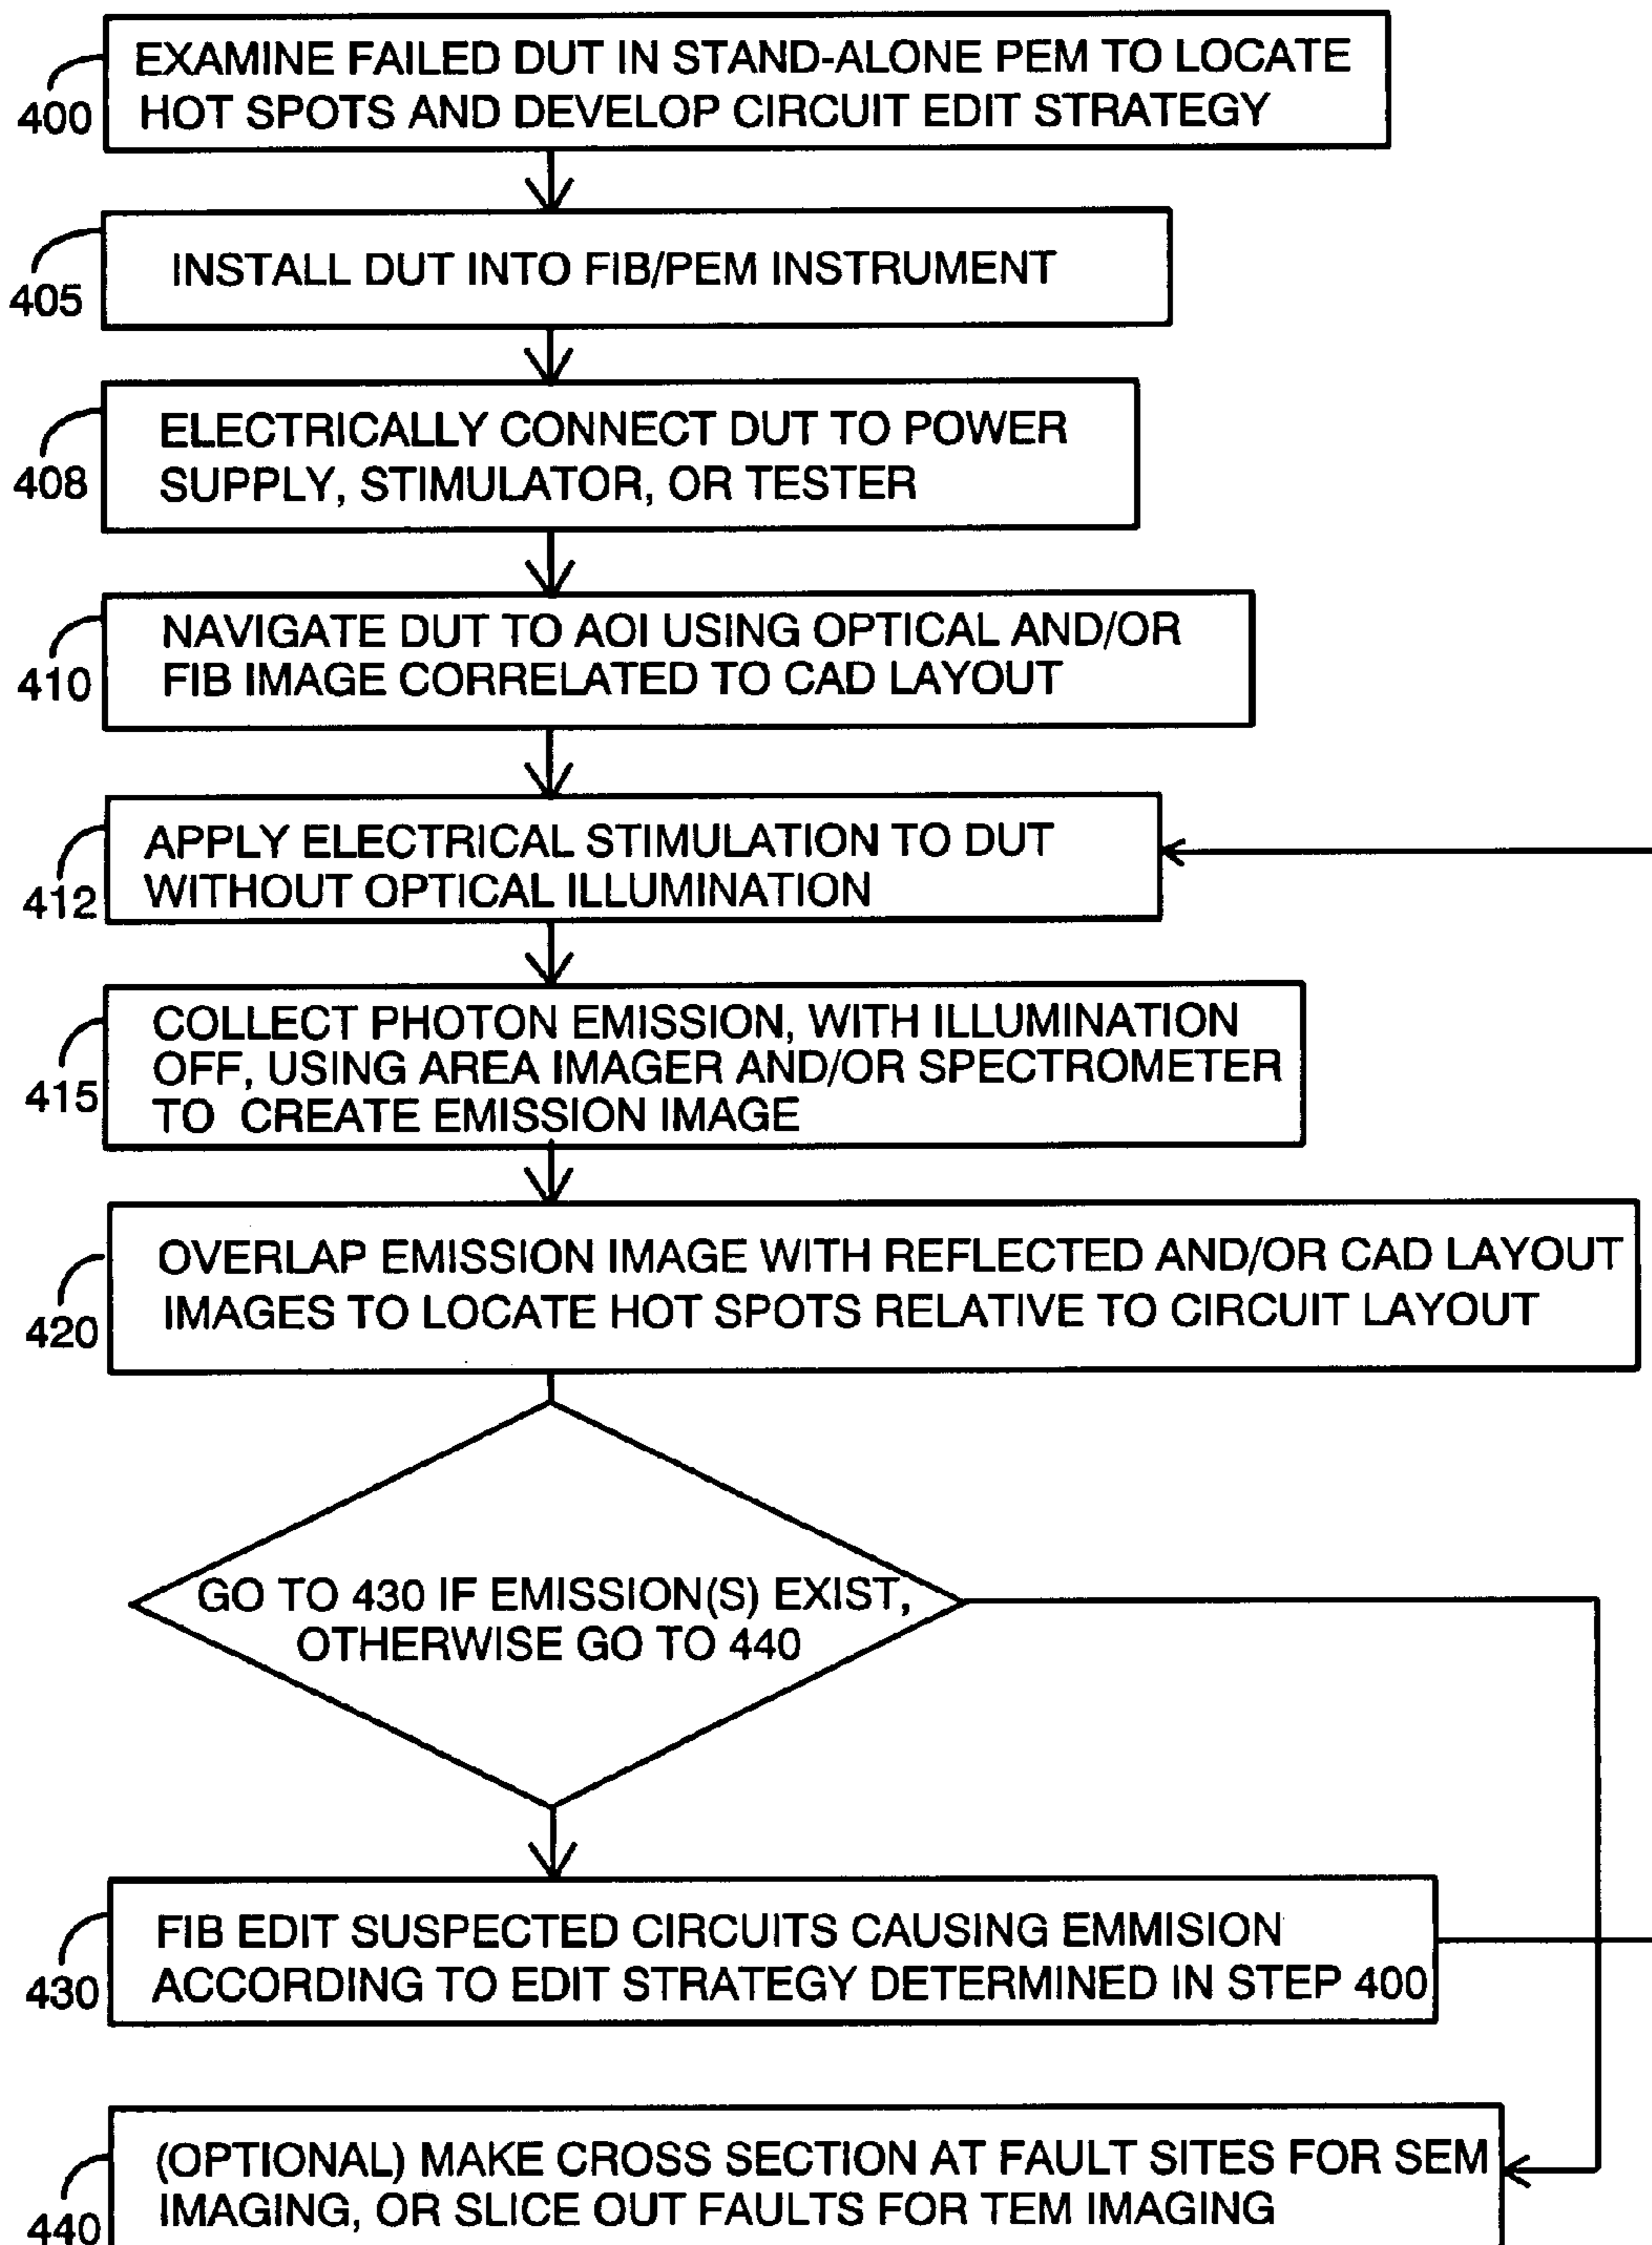 400
EXAMINE FAILED DUT IN STAND-ALONE PEM TO LOCATE
HOT SPOTS AND DEVELOP CIRCUIT EDIT STRATEGY
405
INSTALL DUT INTO FIB/PEM INSTRUMENT
408
ELECTRICALLY CONNECT DUT TO POWER
SUPPLY, STIMULATOR, OR TESTER
410
NAVIGATE DUT TO AOI USING OPTICAL AND/OR
FIB IMAGE CORRELATED TO CAD LAYOUT
412
APPLY ELECTRICAL STIMULATION TO DUT
WITHOUT OPTICAL ILLUMINATION
415
COLLECT PHOTON EMISSION, WITH ILLUMINATION
OFF, USING AREA IMAGER AND/OR SPECTROMETER
TO CREATE EMISSION IMAGE
420
OVERLAP EMISSION IMAGE WITH REFLECTED AND/OR CAD LAYOUT
IMAGES TO LOCATE HOT SPOTS RELATIVE TO CIRCUIT LAYOUT
GO TO 430 IF EMISSION(S) EXIST,
OTHERWISE GO TO 440
430
FIB EDIT SUSPECTED CIRCUITS CAUSING EMMISION
ACCORDING TO EDIT STRATEGY DETERMINED IN STEP 400
440
(OPTIONAL) MAKE CROSS SECTION AT FAULT SITES FOR SEM
IMAGING, OR SLICE OUT FAULTS FOR TEM IMAGING